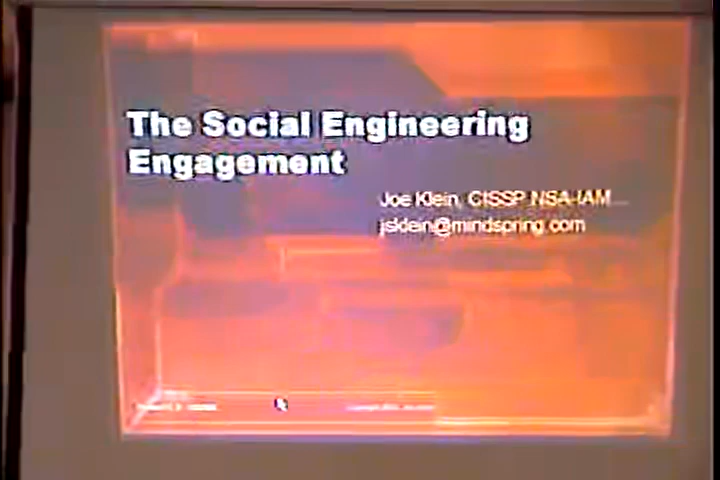 The Social Engineering
Engagement
Joe Klein, CISSP NSA-IAM...
jsklein@mindspring.com